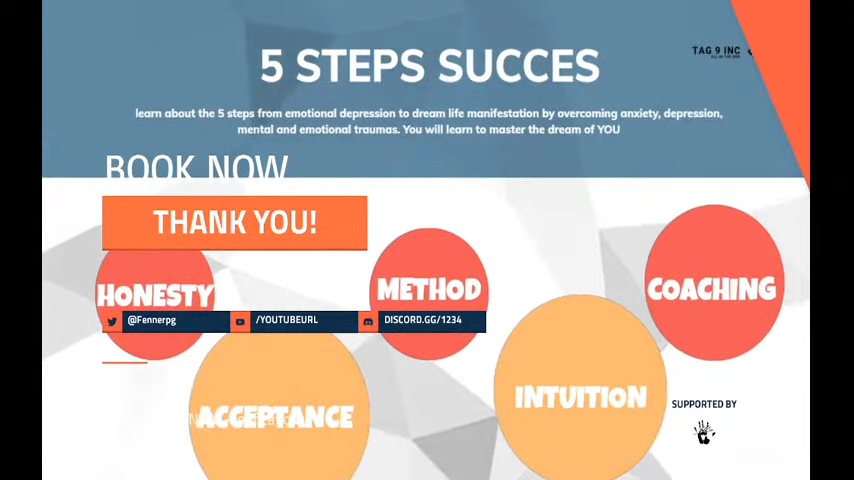 5 STEPS SUCCES
TAG 9 INC
learn about the 5 steps from emotional depression to dream life manifestation by overcoming anxiety, depression,
mental and emotional traumas. You will learn to master the dream of YOU
BOOK NOW
THANK YOU!
HONESTY
METHOD
COACHING
@Fennerpg
/YOUTUBEURL
DISCORD.GG/1234
ACCEPTANCE
INTUITION
SUPPORTED BY